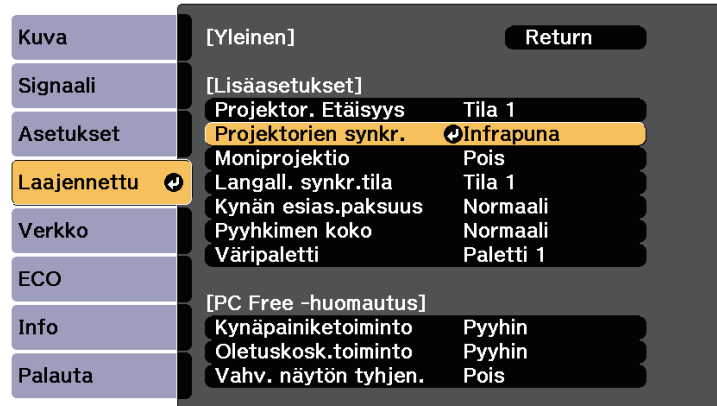 Kuva
Signaali
Asetukset
Laajennettu
Verkko
ECO
Info
Palauta
[Yleinen] Return
[Lisäasetukset]
Projektor. Etäisyys Tila 1
Projektorien synkr. Infrapuna
Moniprojektio Pois
Langall. synkr.tila Tila 1
Kynän esias.paksuus Normaali
Pyyhkimen koko Normaali
Väripaletti Paletti 1
[PC Free -huomautus]
Kynäpainiketoiminto Pyyhin
Oletuskosk.toiminto Pyyhin
Vahv. näytön tyhjen. Pois